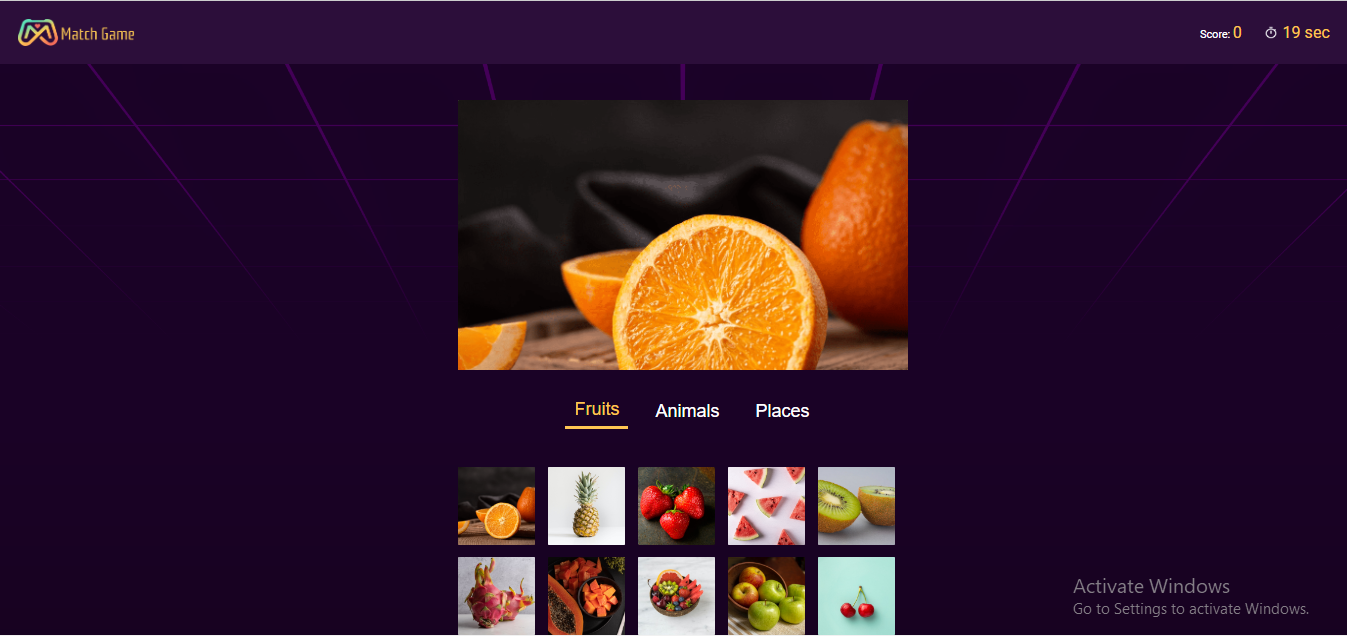 Match Game
Score: 0
19 sec
Fruits
Animals
Places
Activate Windows
Go to Settings to activate Windows.